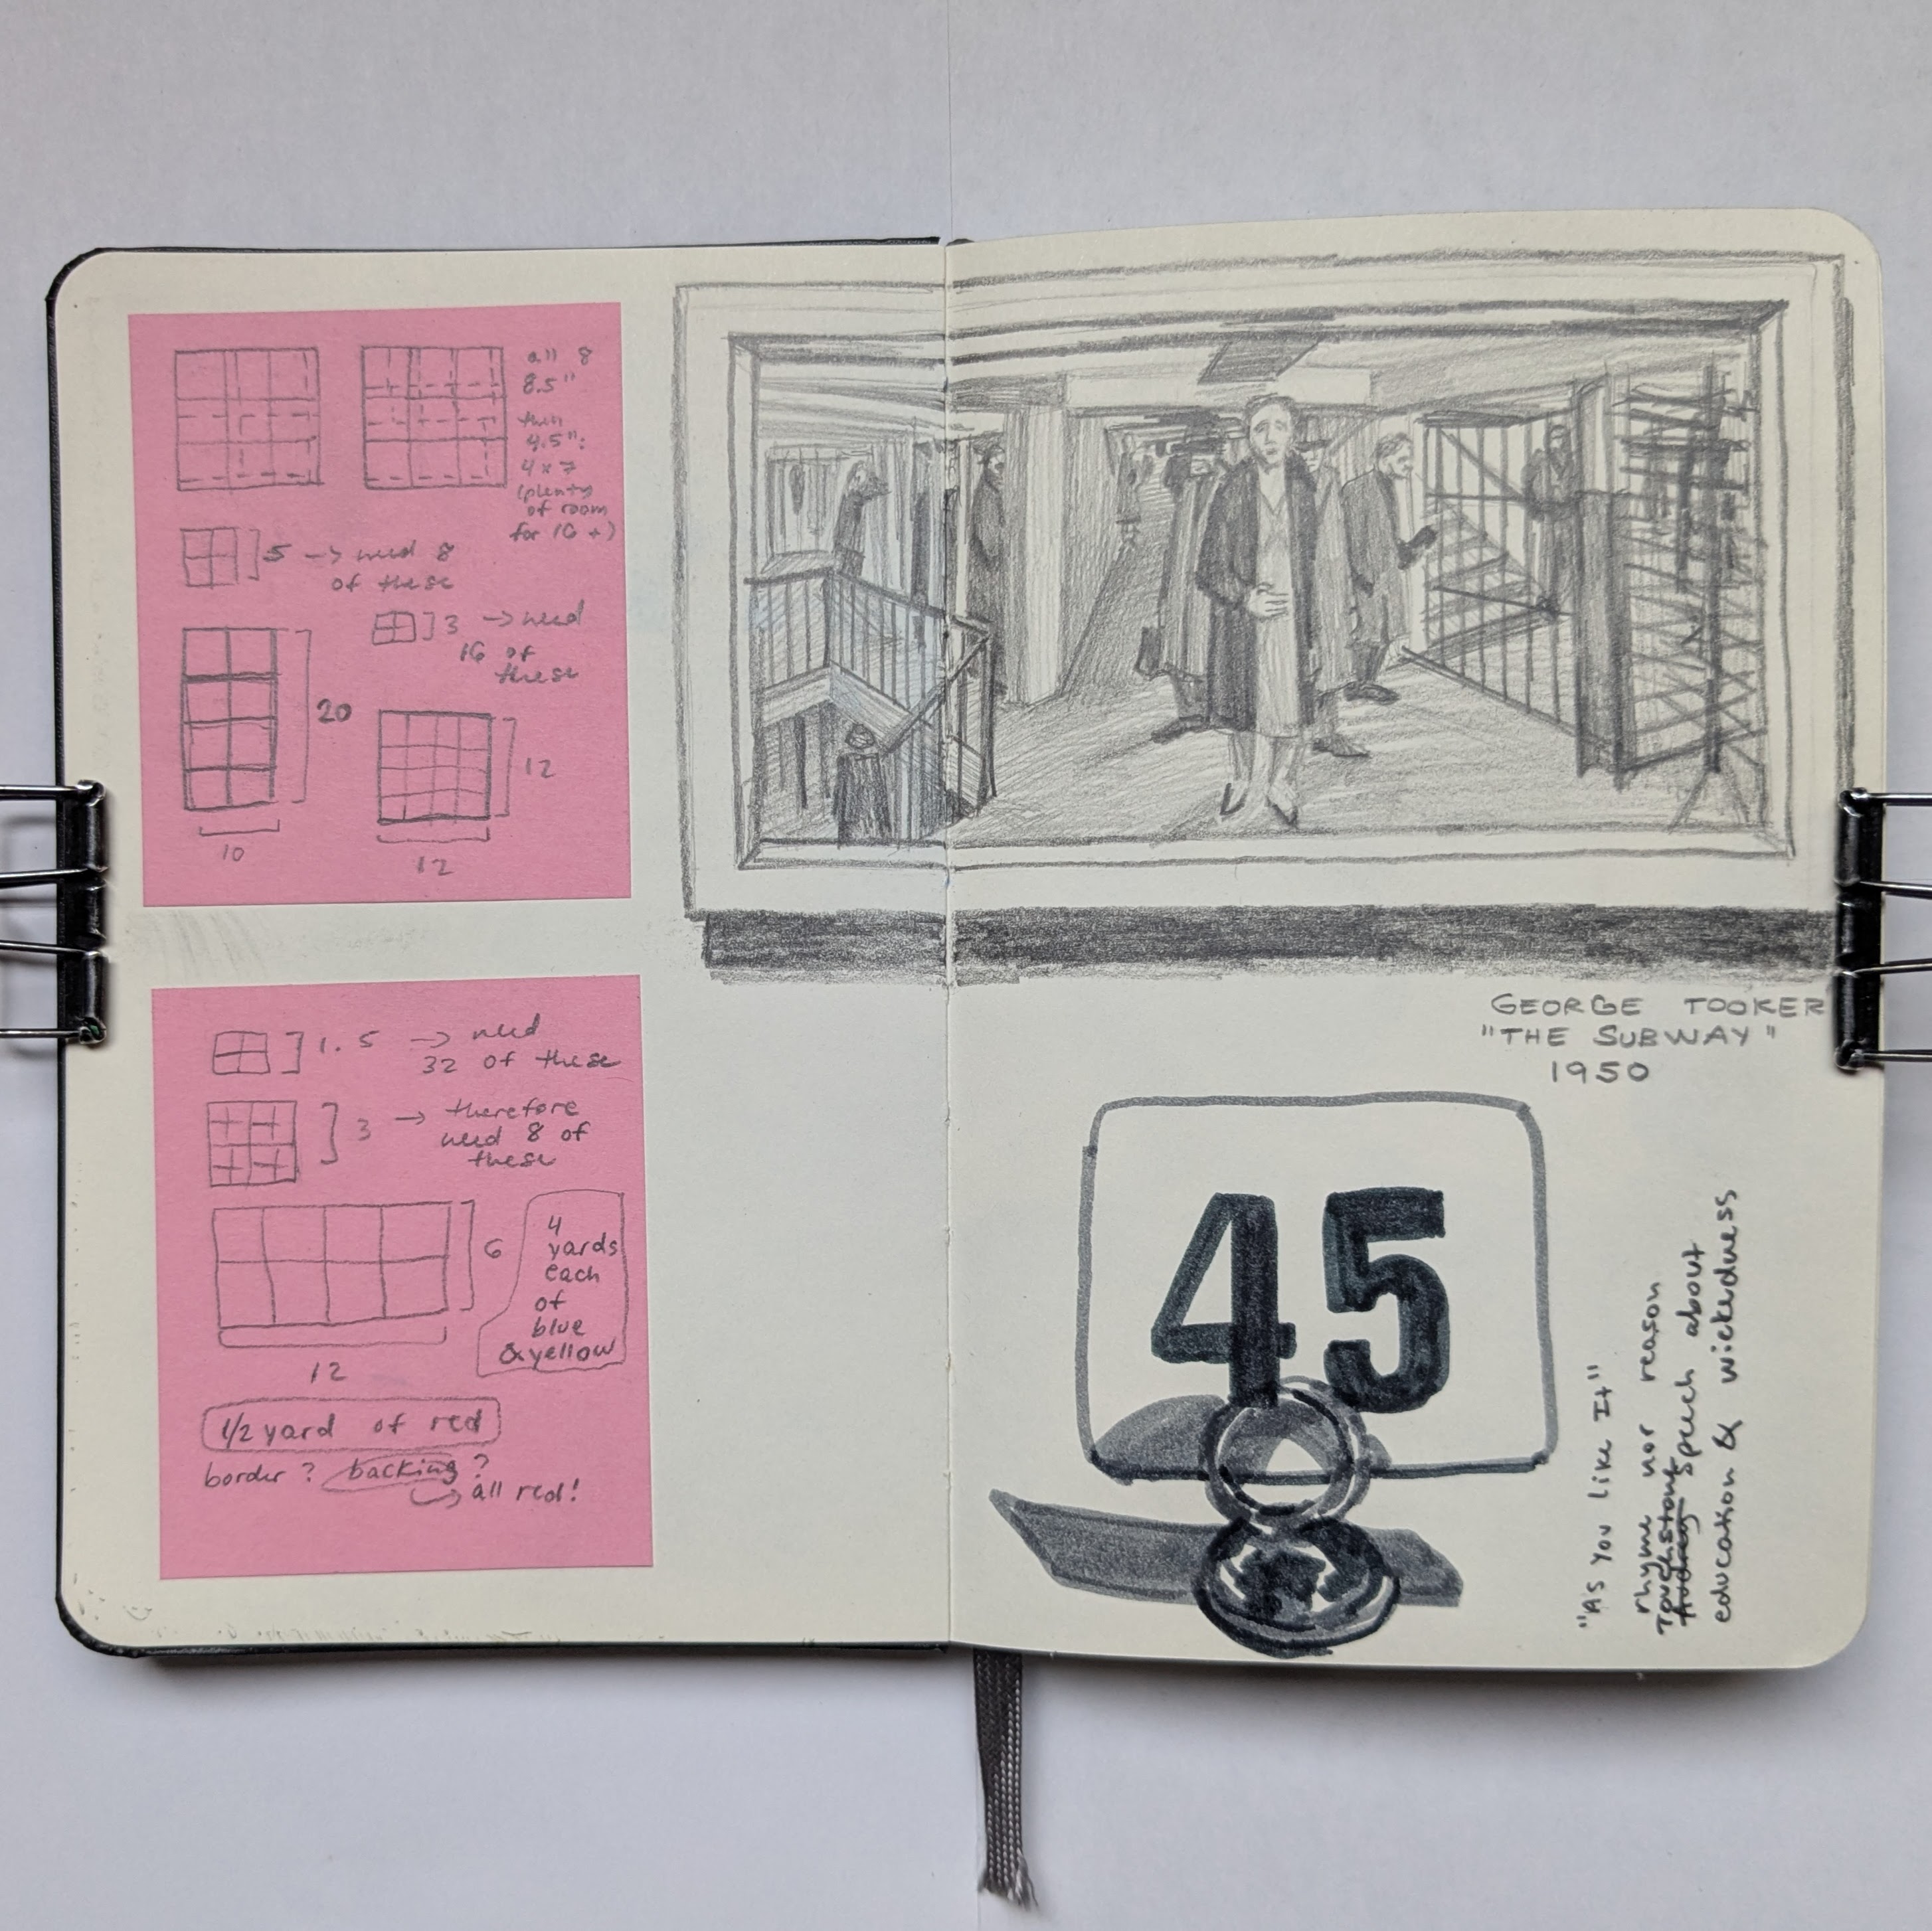 all 8
8.5"
then
4.5":
4 x 7
(plenty
of room
for 16 +)
5 → need 8
of these
3 → need
16 of
these
20
10
12
12
1.5 → need
32 of these
3 → therefore
need 8 of
these
6
12
4
yards
each
of
blue
& yellow
1/2 yard of red
border? backing?
→ all red!
GEORGE TOOKER
"THE SUBWAY"
1950
45
"As You Like It"
rhyme nor reason
Touchstone speech about
Audrey
education & wickedness